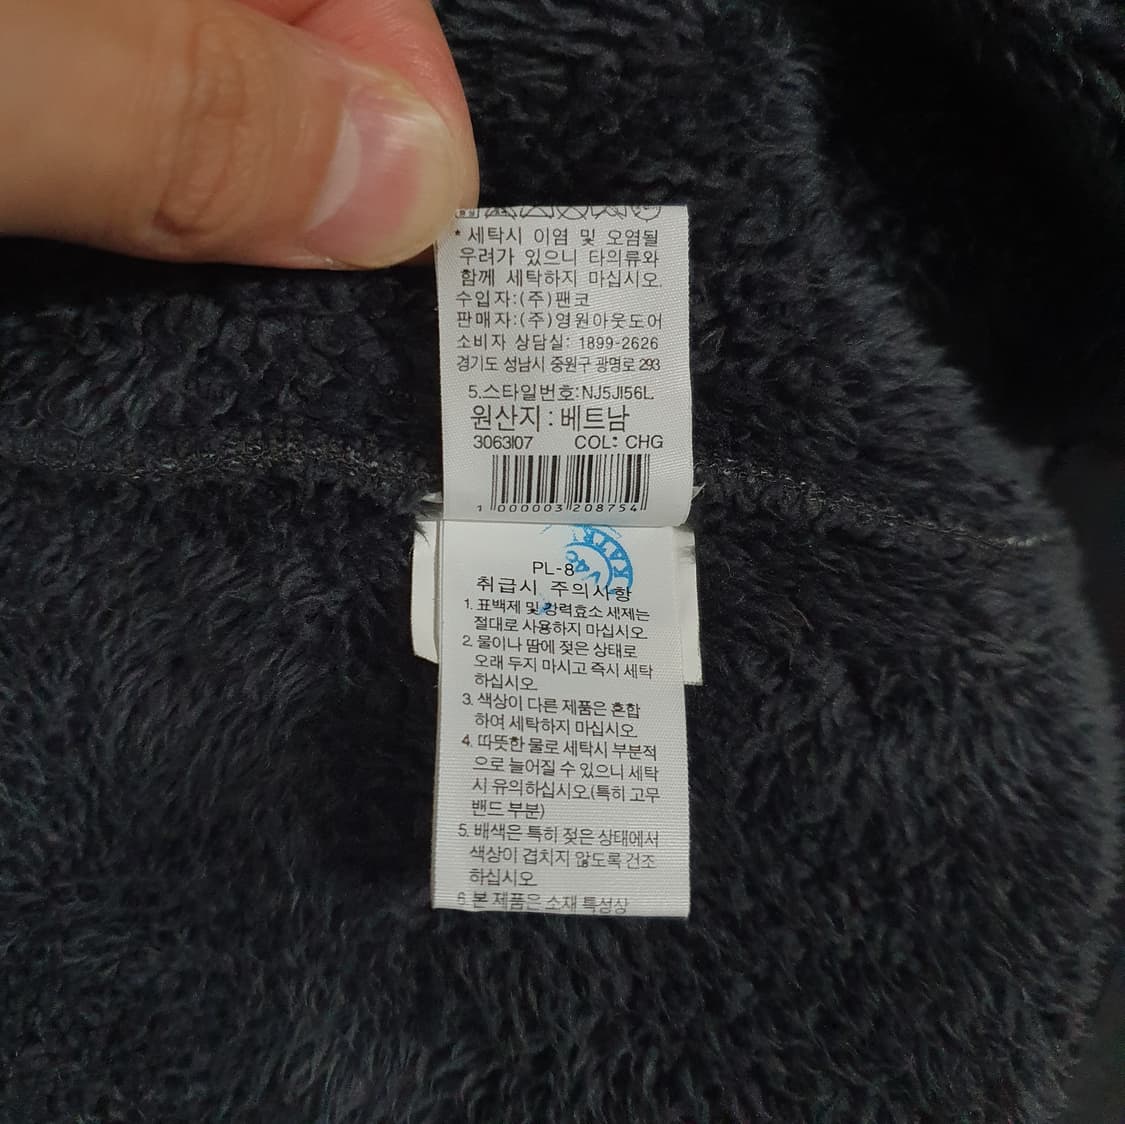 * 세탁시 이염 및 오염될
우려가 있으니 타의류와
함께 세탁하지 마십시오.
수입자:(주)팬코
판매자:(주)영원아웃도어
소비자 상담실: 1899-2626
경기도 성남시 중원구 광명로 293
5.스타일번호:NJ5JI56L
원산지:베트남
3063I07 COL: CHG
1 000003 208754
PL-8
취급시 주의사항
1. 표백제 및 강력효소 세제는
절대로 사용하지 마십시오
2. 물이나 땀에 젖은 상태로
오래 두지 마시고 즉시 세탁
하십시오
3. 색상이 다른 제품은 혼합
하여 세탁하지 마십시오
4. 따뜻한 물로 세탁시 부분적
으로 늘어질 수 있으니 세탁
시 유의하십시오.(특히 고무
밴드 부분)
5. 배색은 특히 젖은 상태에서
색상이 겹치지 않도록 건조
하십시오
6. 본 제품은 소재 특성상